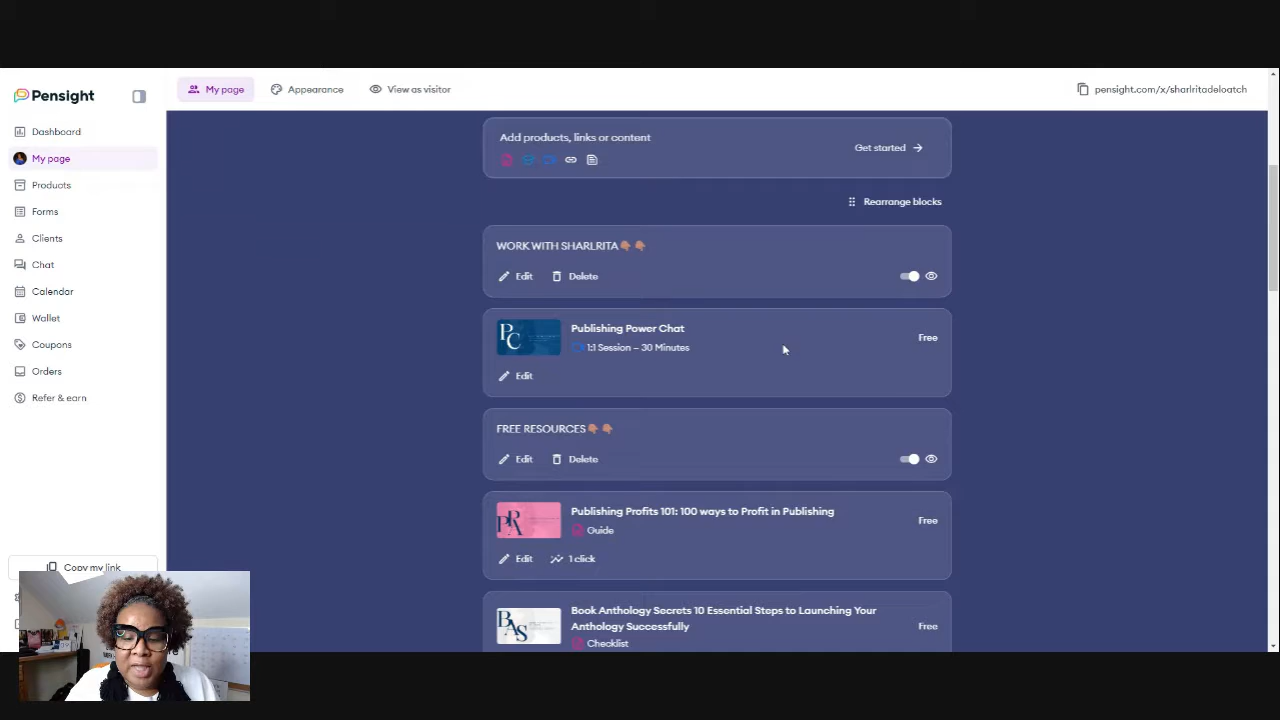 Pensight
My page
Appearance
View as visitor
pensight.com/x/sharlritadeloatch
Dashboard
My page
Products
Forms
Clients
Chat
Calendar
Wallet
Coupons
Orders
Refer & earn
Copy my link
Add products, links or content
Get started
Rearrange blocks
WORK WITH SHARLRITA
Edit
Delete
Publishing Power Chat
Free
1:1 Session – 30 Minutes
Edit
FREE RESOURCES
Edit
Delete
Publishing Profits 101: 100 ways to Profit in Publishing
Free
Guide
Edit
1 click
Book Anthology Secrets 10 Essential Steps to Launching Your
Anthology Successfully
Free
Checklist
PC
PRA
BAS